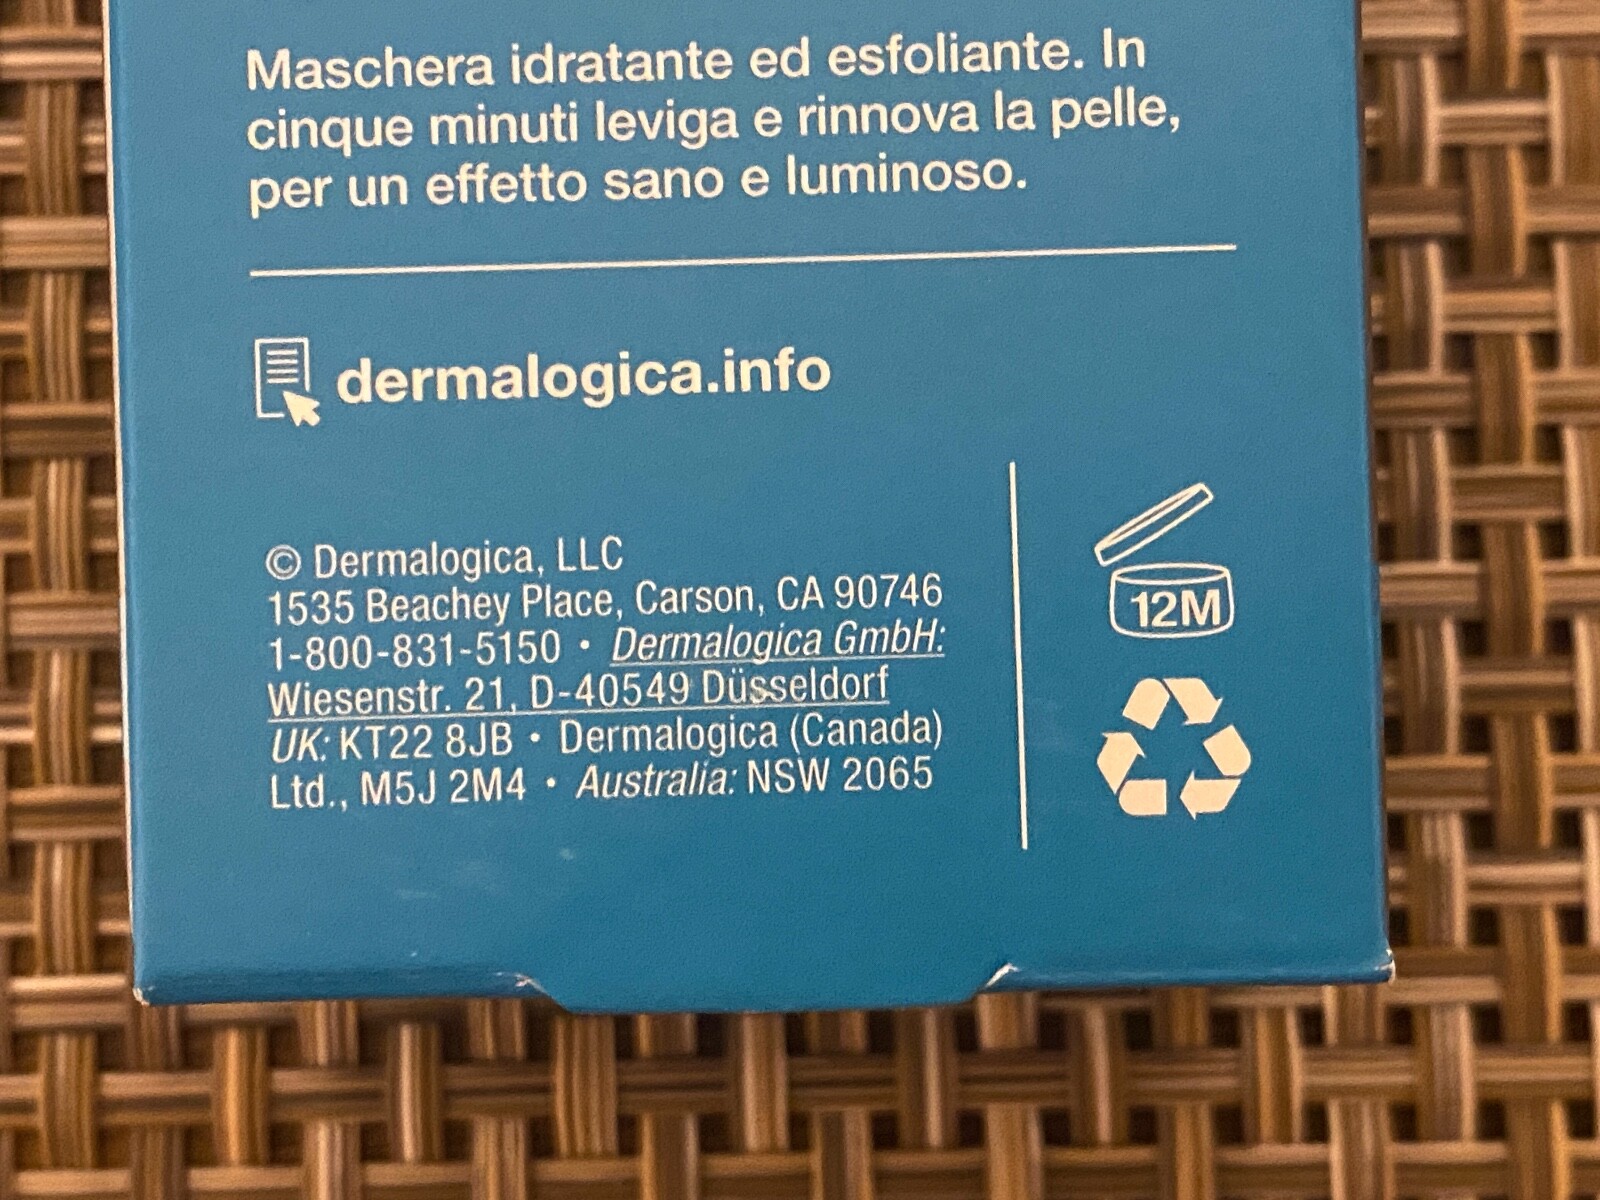 Maschera idratante ed esfoliante. In
cinque minuti leviga e rinnova la pelle,
per un effetto sano e luminoso.
dermalogica.info
© Dermalogica, LLC
1535 Beachey Place, Carson, CA 90746
1-800-831-5150 • Dermalogica GmbH:
Wiesenstr. 21, D-40549 Düsseldorf
UK: KT22 8JB • Dermalogica (Canada)
Ltd., M5J 2M4 • Australia: NSW 2065
12M